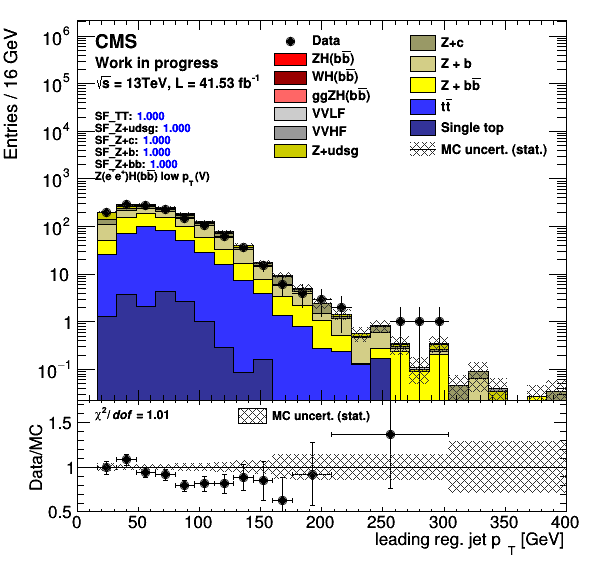 CMS
Work in progress
√s = 13TeV, L = 41.53 fb⁻¹
SF_TT: 1.000
SF_Z+udsg: 1.000
SF_Z+c: 1.000
SF_Z+b: 1.000
SF_Z+bb: 1.000
Z(e⁻e⁺)H(bb̅) low p_T(V)
Data
ZH(bb̅)
WH(bb̅)
ggZH(bb̅)
VVLF
VVHF
Z+udsg
Z+c
Z + b
Z + bb̅
tt̅
Single top
MC uncert. (stat.)
Entries / 16 GeV
10⁶
10⁵
10⁴
10³
10²
10
1
10⁻¹
χ²/dof = 1.01
MC uncert. (stat.)
Data/MC
1.5
1
0.5
0 50 100 150 200 250 300 350 400
leading reg. jet p_T [GeV]